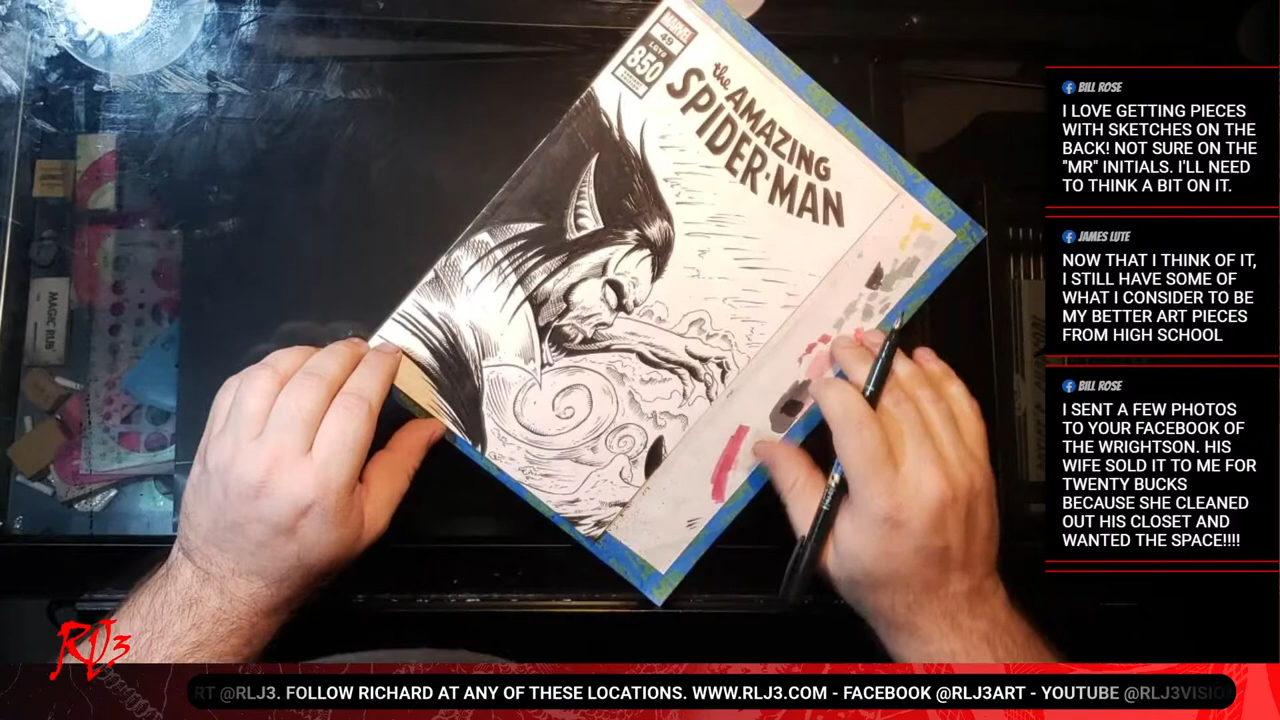 MARVEL
49
LGY#
850
the
AMAZING
SPIDER-MAN
MAGIC RUB
BILL ROSE
I LOVE GETTING PIECES
WITH SKETCHES ON THE
BACK! NOT SURE ON THE
"MR" INITIALS. I'LL NEED
TO THINK A BIT ON IT.
JAMES LUTE
NOW THAT I THINK OF IT,
I STILL HAVE SOME OF
WHAT I CONSIDER TO BE
MY BETTER ART PIECES
FROM HIGH SCHOOL
BILL ROSE
I SENT A FEW PHOTOS
TO YOUR FACEBOOK OF
THE WRIGHTSON. HIS
WIFE SOLD IT TO ME FOR
TWENTY BUCKS
BECAUSE SHE CLEANED
OUT HIS CLOSET AND
WANTED THE SPACE!!!!
RLJ3
RT @RLJ3. FOLLOW RICHARD AT ANY OF THESE LOCATIONS. WWW.RLJ3.COM - FACEBOOK @RLJ3ART - YOUTUBE @RLJ3VISIO